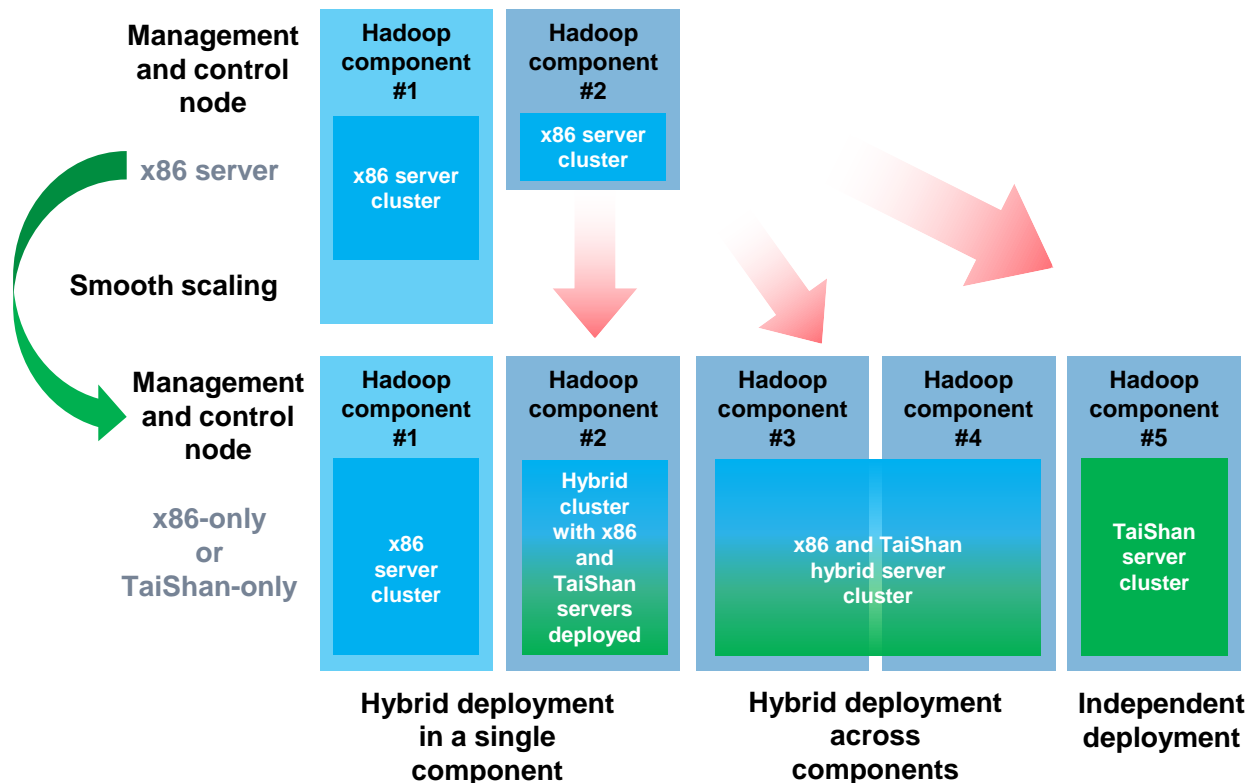 Management
and control
node
x86 server
Hadoop
component
#1
x86 server
cluster
Hadoop
component
#2
x86 server
cluster
Smooth scaling
Management
and control
node
x86-only
or
TaiShan-only
Hadoop
component
#1
x86
server
cluster
Hadoop
component
#2
Hybrid
cluster
with x86
and
TaiShan
servers
deployed
Hadoop
component
#3
Hadoop
component
#4
x86 and TaiShan
hybrid server
cluster
Hadoop
component
#5
TaiShan
server
cluster
Hybrid deployment
in a single
component
Hybrid deployment
across
components
Independent
deployment